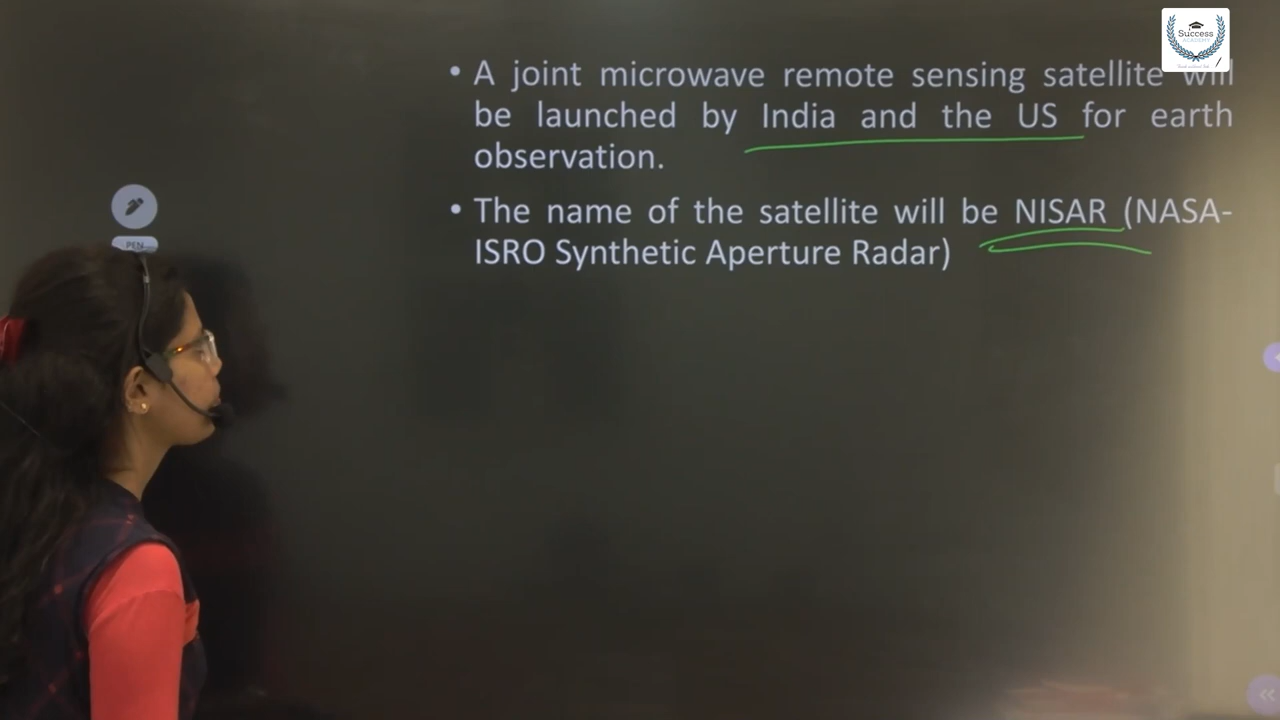 Success
ACADEMY
• A joint microwave remote sensing satellite will
be launched by India and the US for earth
observation.
• The name of the satellite will be NISAR (NASA-
ISRO Synthetic Aperture Radar)
PEN